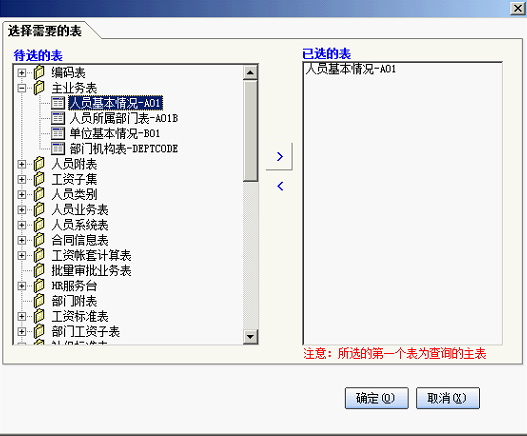 选择需要的表
待选的表
编码表
主业务表
人员基本情况-A01
人员所属部门表-A01B
单位基本情况-B01
部门机构表-DEPTCODE
人员附表
工资子集
人员类别
人员业务表
人员系统表
合同信息表
工资帐套计算表
批量审批业务表
HR服务台
部门附表
工资标准表
部门工资子表
社保标准表
已选的表
人员基本情况-A01
>
<
注意：所选的第一个表为查询的主表
确定(O)
取消(X)